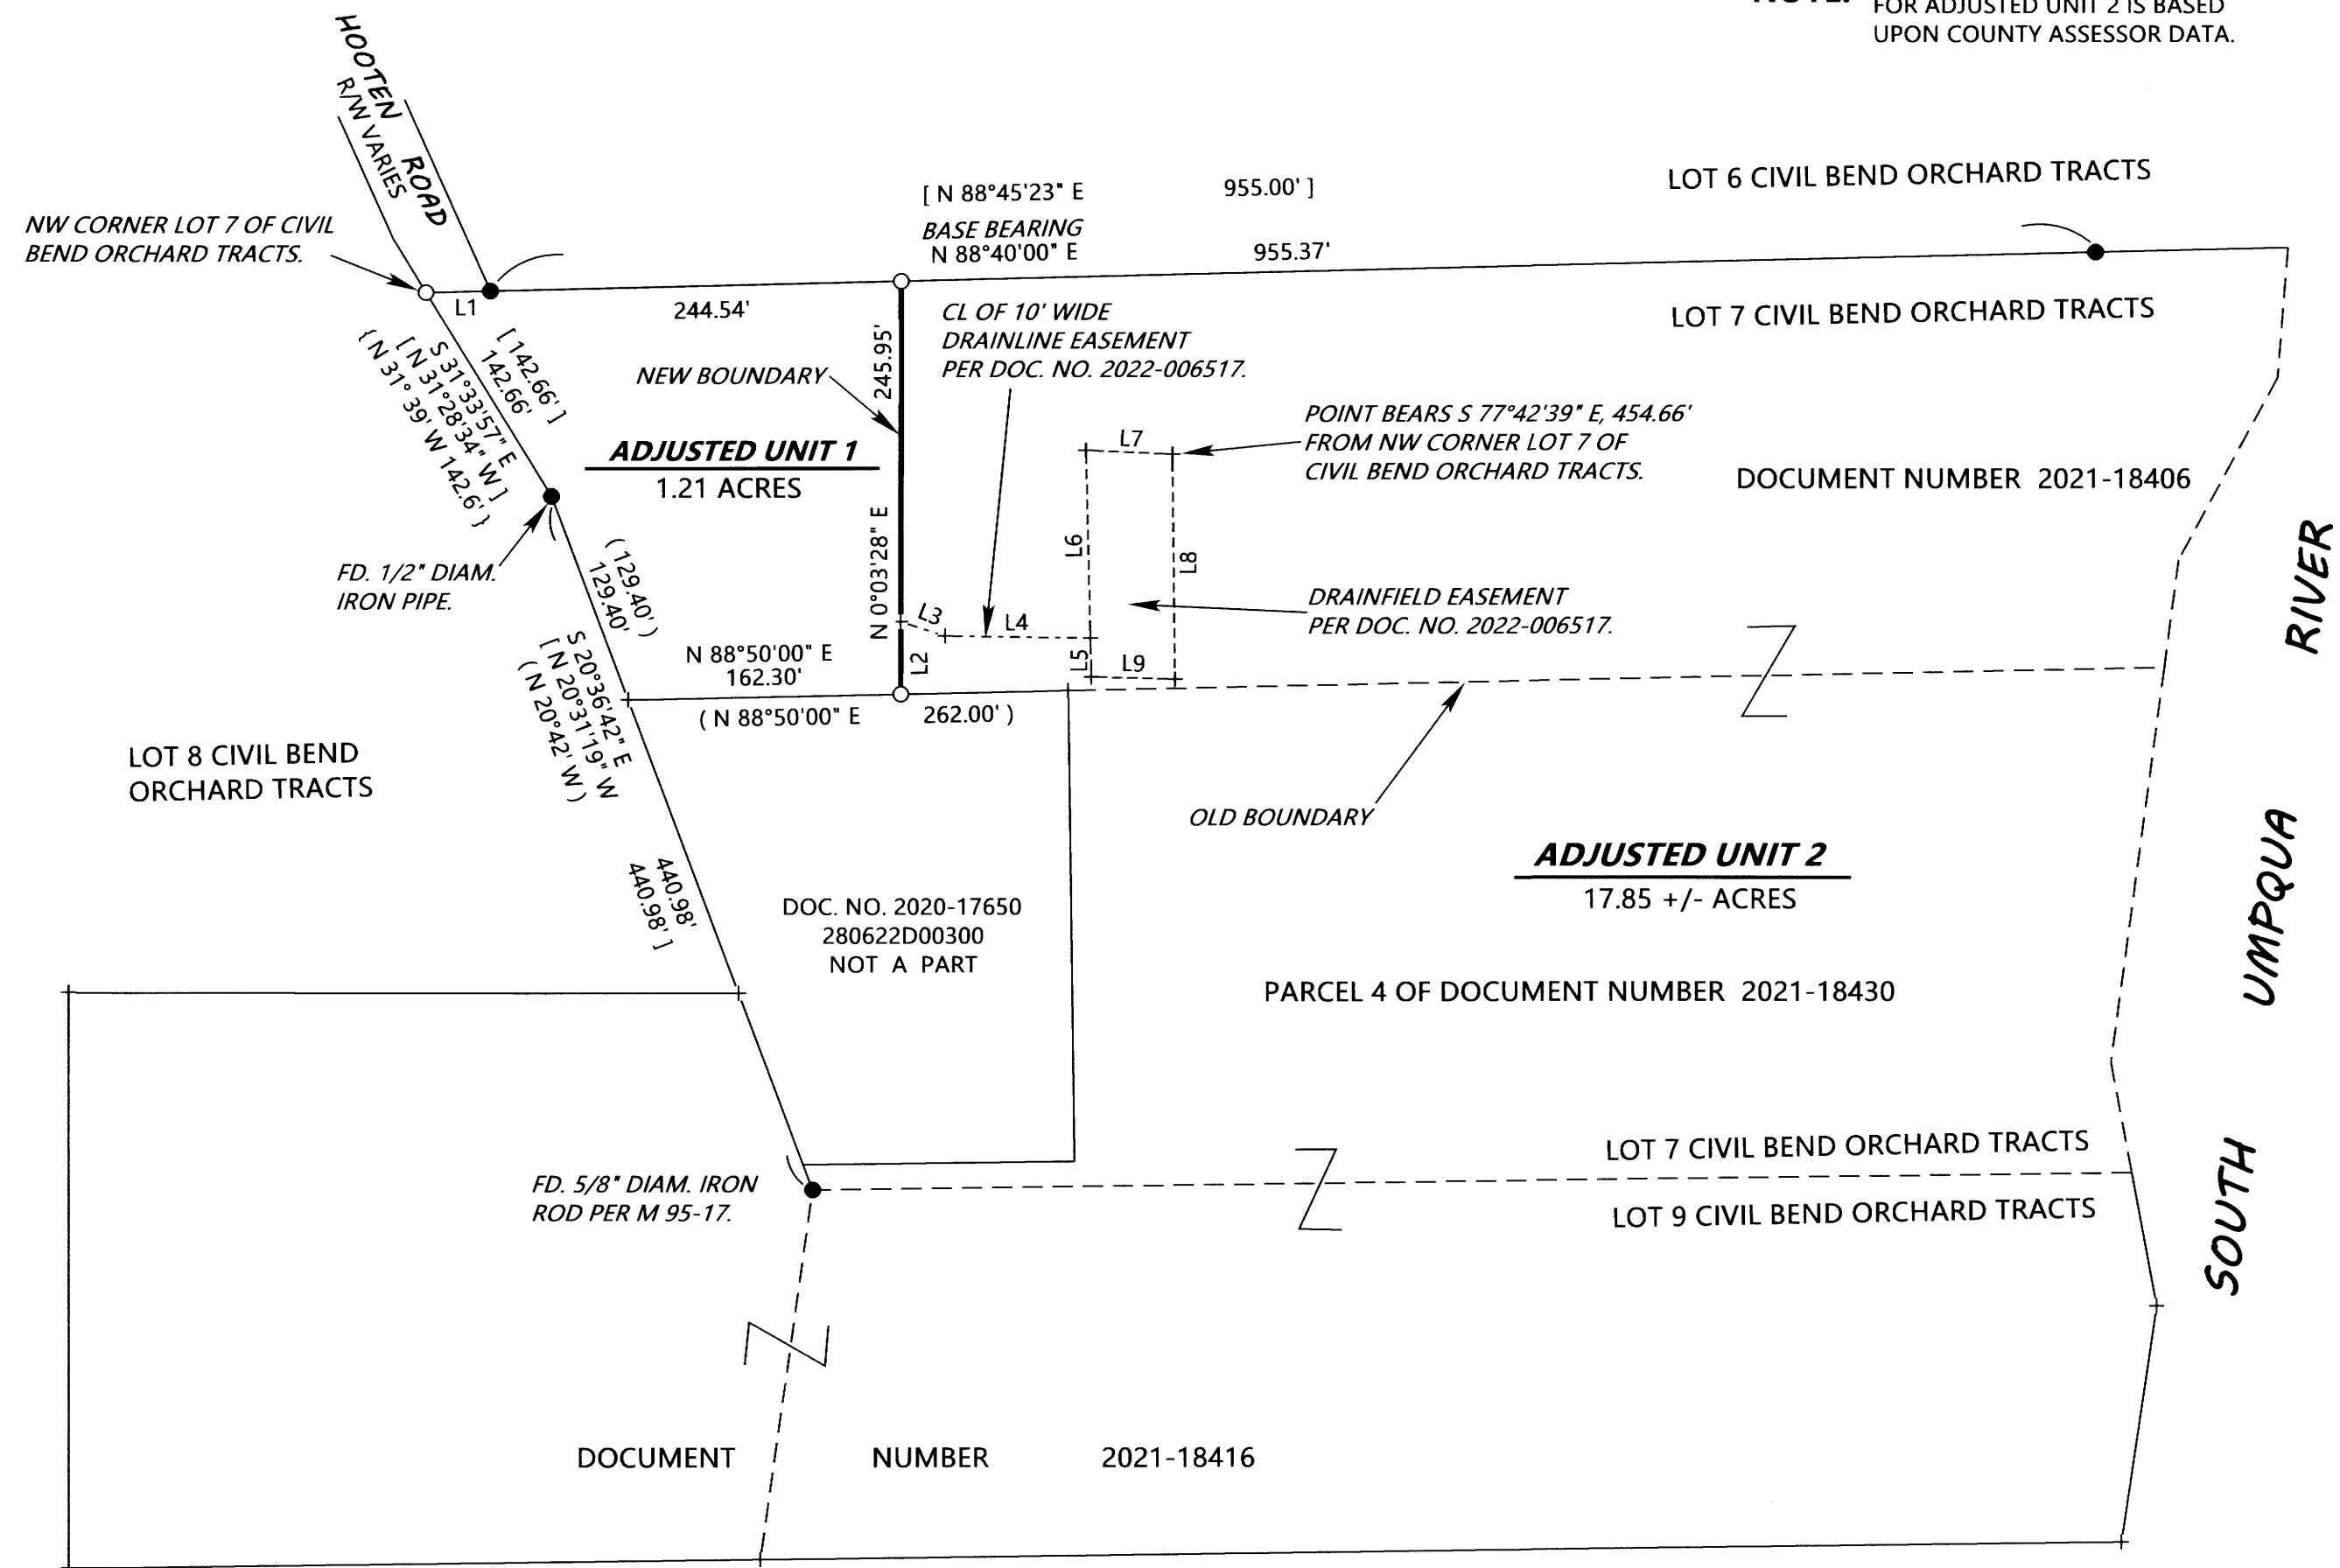 FOR ADJUSTED UNIT 2 IS BASED
UPON COUNTY ASSESSOR DATA.
HOOTEN ROAD
R/W VARIES
NW CORNER LOT 7 OF CIVIL
BEND ORCHARD TRACTS.
[ N 88°45'23" E 955.00' ]
BASE BEARING
N 88°40'00" E 955.37'
LOT 6 CIVIL BEND ORCHARD TRACTS
LOT 7 CIVIL BEND ORCHARD TRACTS
L1
244.54'
[ 142.66' ]
142.66'
S 31°33'57" E
[ N 31°28'34" W ]
{ N 31° 39' W 142.6' }
NEW BOUNDARY
245.95'
N 0°03'28" E
CL OF 10' WIDE
DRAINLINE EASEMENT
PER DOC. NO. 2022-006517.
ADJUSTED UNIT 1
1.21 ACRES
L7
POINT BEARS S 77°42'39" E, 454.66'
FROM NW CORNER LOT 7 OF
CIVIL BEND ORCHARD TRACTS.
DOCUMENT NUMBER 2021-18406
FD. 1/2" DIAM.
IRON PIPE.
( 129.40' )
129.40'
L6
L8
DRAINFIELD EASEMENT
PER DOC. NO. 2022-006517.
L3
L4
L2
L5
L9
N 88°50'00" E
162.30'
( N 88°50'00" E 262.00' )
S 20°36'42" E
[ N 20°31'19" W
( N 20°42' W )
LOT 8 CIVIL BEND
ORCHARD TRACTS
OLD BOUNDARY
ADJUSTED UNIT 2
17.85 +/- ACRES
440.98'
440.98' ]
DOC. NO. 2020-17650
280622D00300
NOT A PART
PARCEL 4 OF DOCUMENT NUMBER 2021-18430
SOUTH UMPQUA RIVER
LOT 7 CIVIL BEND ORCHARD TRACTS
LOT 9 CIVIL BEND ORCHARD TRACTS
FD. 5/8" DIAM. IRON
ROD PER M 95-17.
DOCUMENT NUMBER 2021-18416